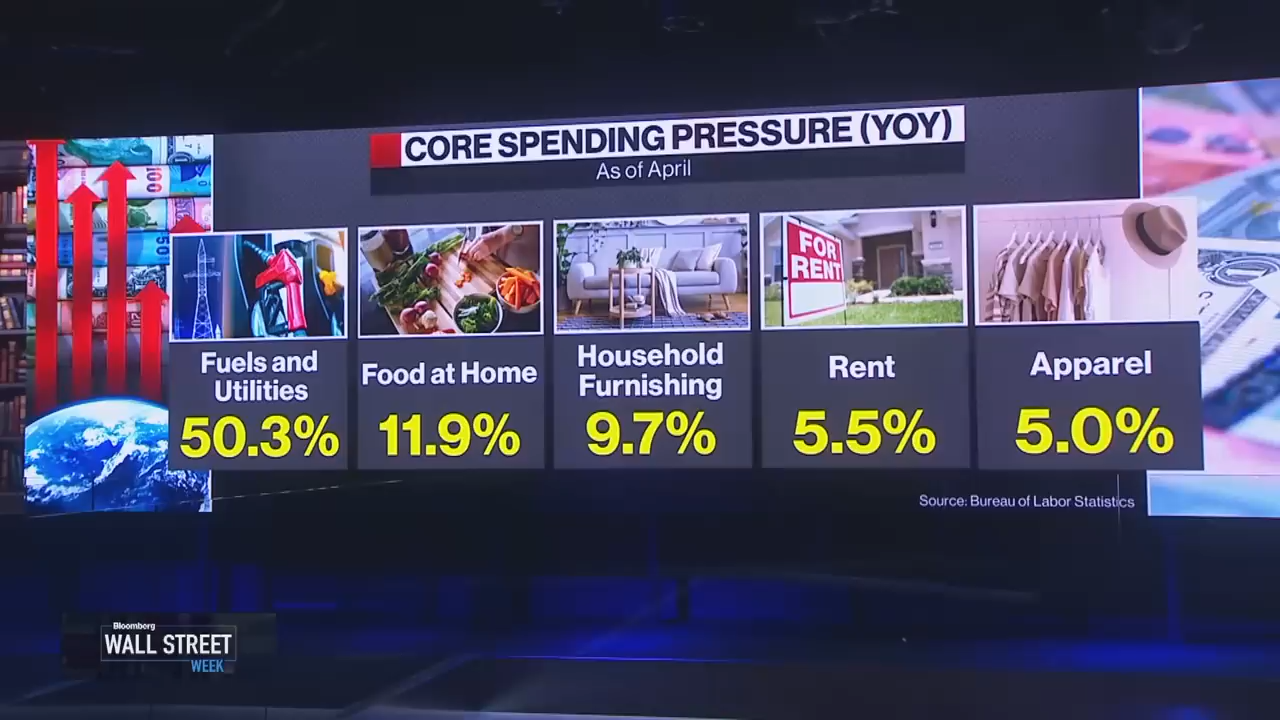 CORE SPENDING PRESSURE (YOY)
As of April
FOR
RENT
Fuels and
Utilities
50.3%
Food at Home
11.9%
Household
Furnishing
9.7%
Rent
5.5%
Apparel
5.0%
Source: Bureau of Labor Statistics
Bloomberg
WALL STREET
WEEK
100
50